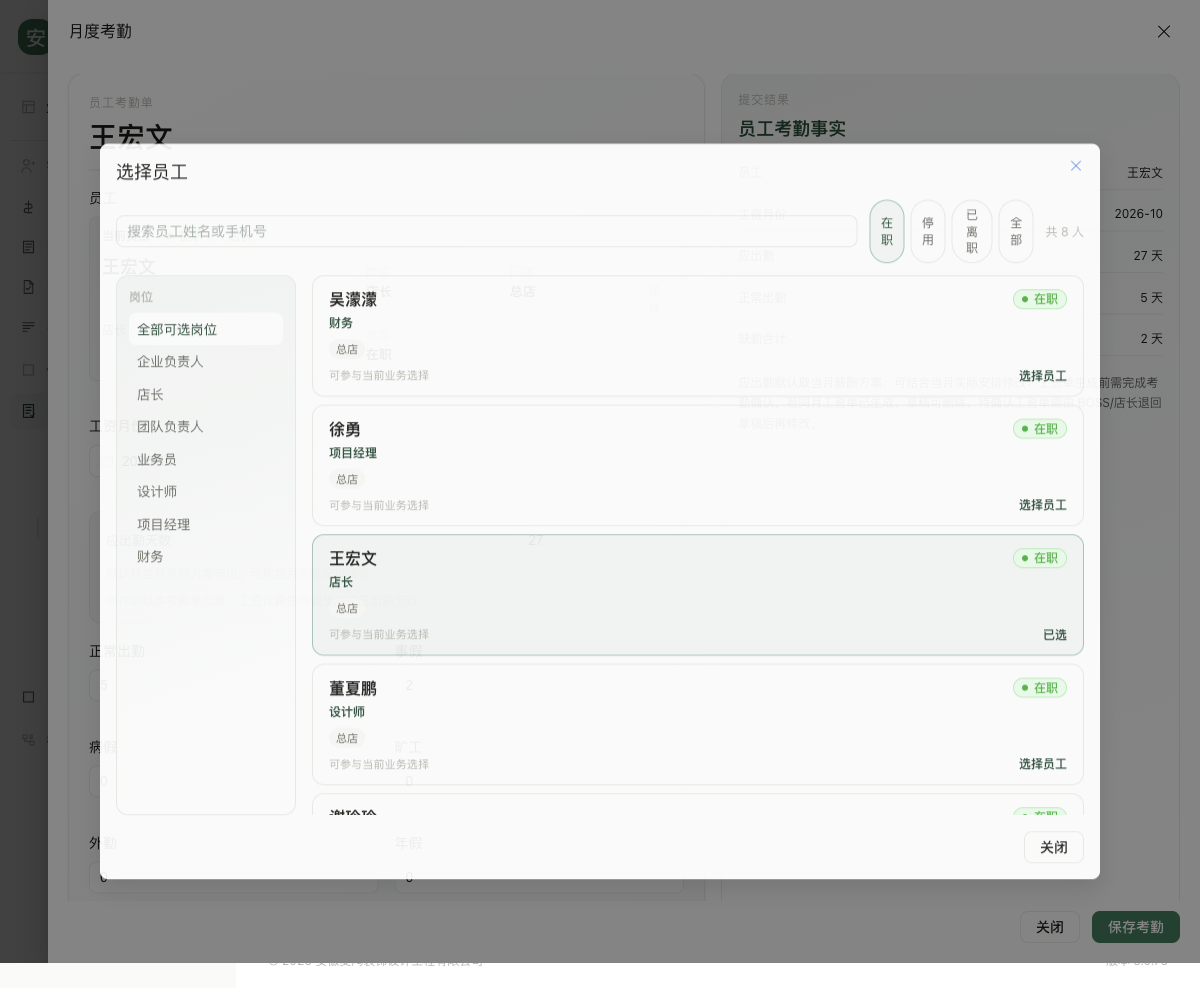 安
月度考勤
员工考勤单
王宏文
提交结果
员工考勤事实
王宏文
2026-10
27 天
5 天
2 天
选择员工
搜索员工姓名或手机号
在职
停用
已离职
全部
共 8 人
岗位
全部可选岗位
企业负责人
店长
团队负责人
业务员
设计师
项目经理
财务
吴濛濛
在职
财务
总店
可参与当前业务选择
选择员工
徐勇
在职
项目经理
总店
可参与当前业务选择
选择员工
王宏文
在职
店长
总店
可参与当前业务选择
已选
董夏鹏
在职
设计师
总店
可参与当前业务选择
选择员工
在职
关闭
正常出勤
事假
5
2
病假
旷工
0
0
外勤
年假
0
0
关闭
保存考勤